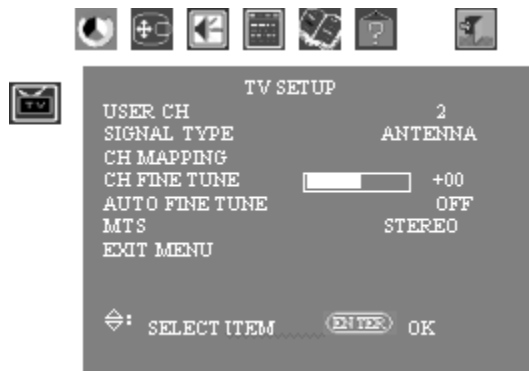 TV
TV SETUP
USER CH 2
SIGNAL TYPE ANTENNA
CH MAPPING
CH FINE TUNE +00
AUTO FINE TUNE OFF
MTS STEREO
EXIT MENU
: SELECT ITEM ENTER OK